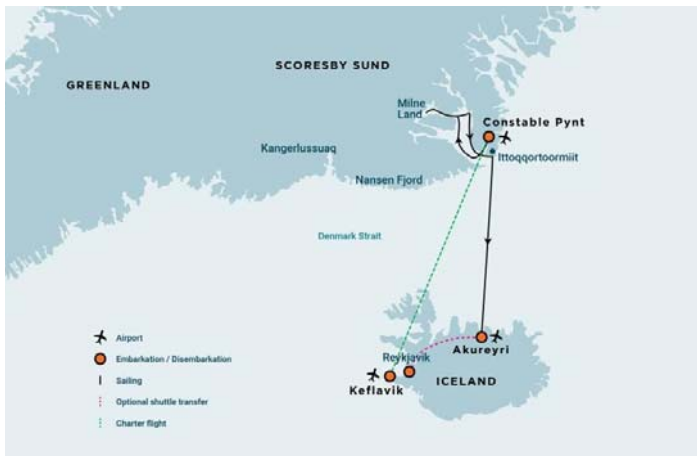 SCORESBY SUND
GREENLAND
Milne
Land
Constable Pynt
Kangerlussuaq
Ittoqqortoormiit
Nansen Fjord
Denmark Strait
Airport
Embarkation / Disembarkation
Sailing
Optional shuttle transfer
Charter flight
Akureyri
Reykjavik
Keflavik
ICELAND